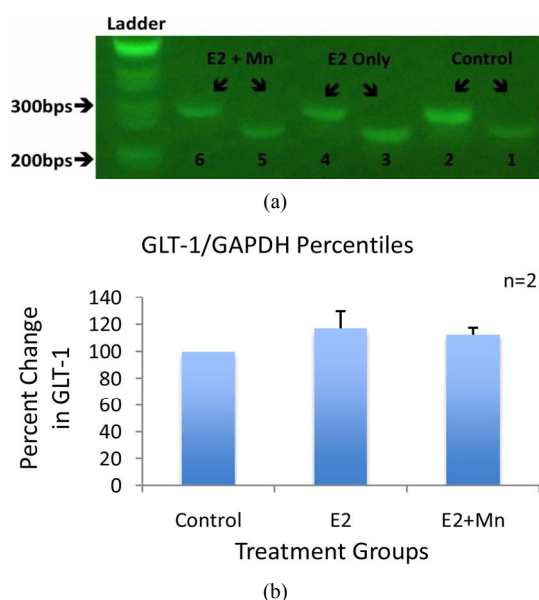 Ladder
E2 + Mn E2 Only Control
300bps
200bps
6 5 4 3 2 1
(a)
GLT-1/GAPDH Percentiles
n=2
140
120
100
80
60
40
20
0
Percent Change
in GLT-1
Control E2 E2+Mn
Treatment Groups
(b)